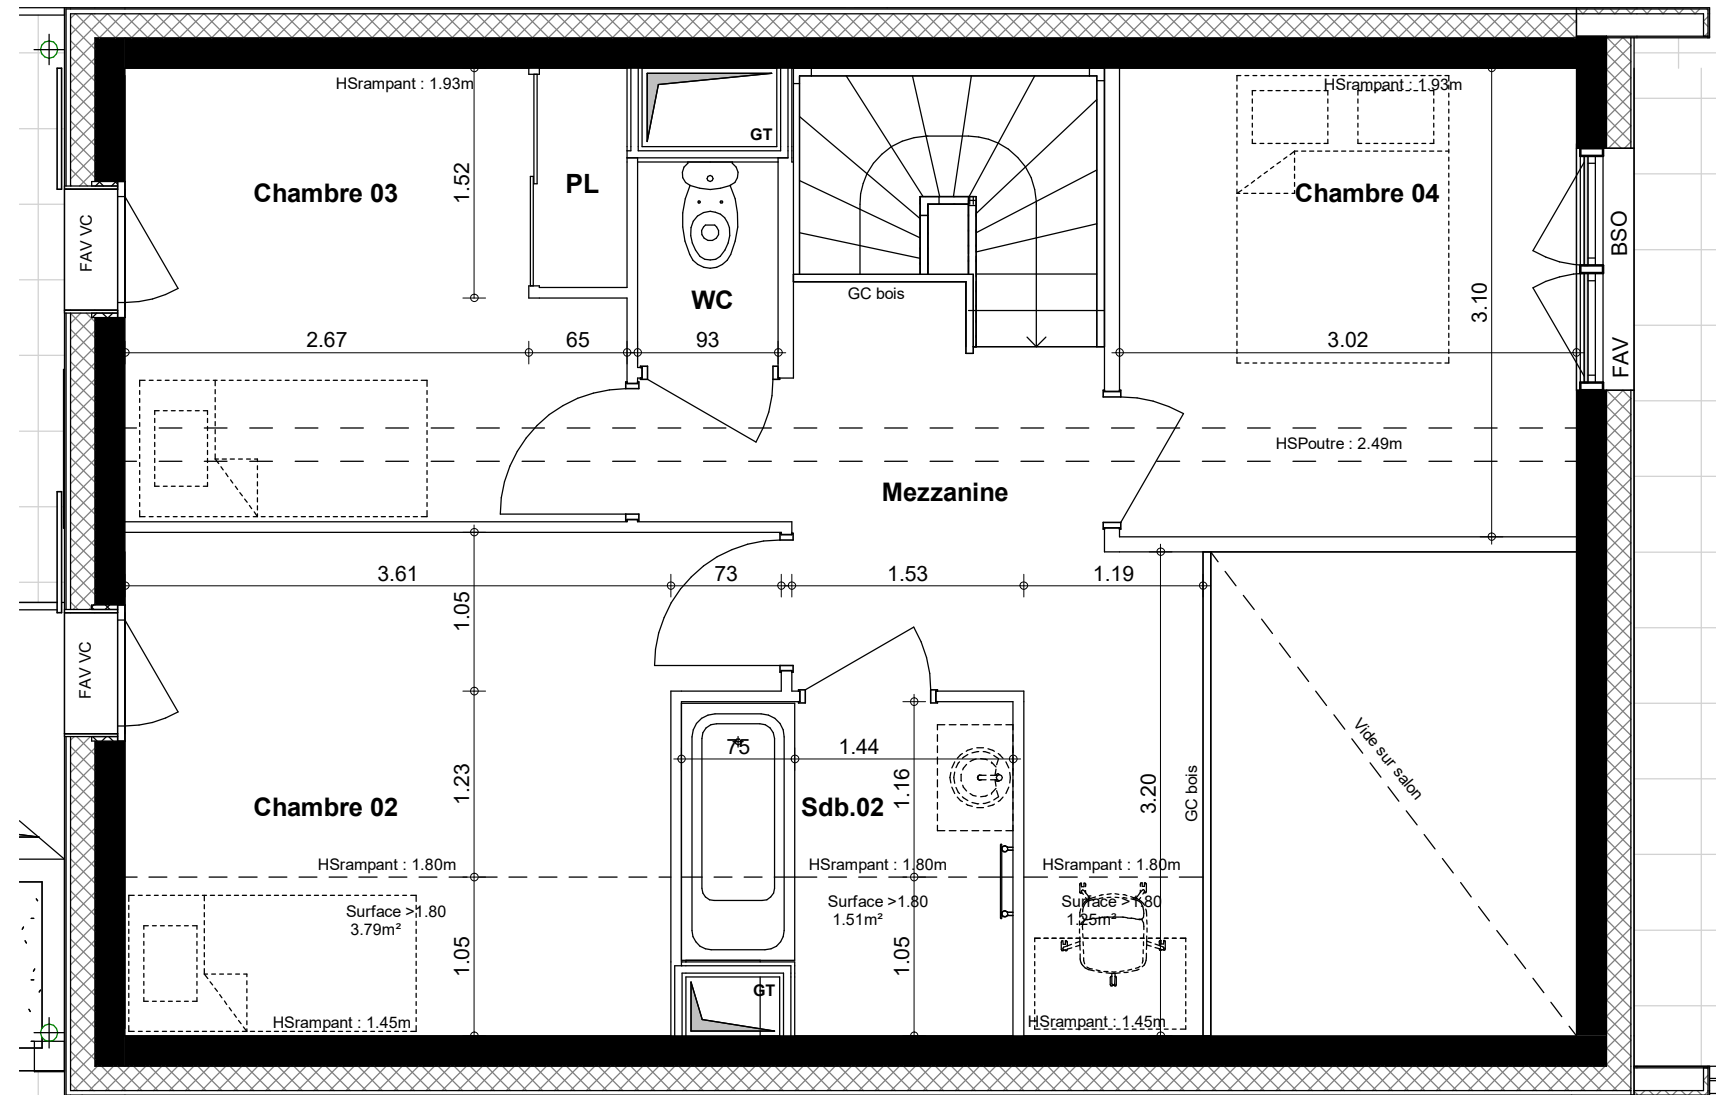 HSrampant : 1.93m
HSrampant : 1.93m
GT
1.52
PL
Chambre 03
Chambre 04
FAV VC
BSO
WC
GC bois
3.10
2.67
65
93
3.02
FAV
HSPoutre : 2.49m
Mezzanine
3.61
73
1.53
1.19
1.05
FAV VC
75
1.44
Vide sur salon
1.23
1.16
3.20
GC bois
Chambre 02
Sdb.02
HSrampant : 1.80m
HSrampant : 1.80m
HSrampant : 1.80m
Surface >1.80
3.79m²
Surface >1.80
1.51m²
Surface >1.80
1.25m²
1.05
1.05
GT
HSrampant : 1.45m
HSrampant : 1.45m